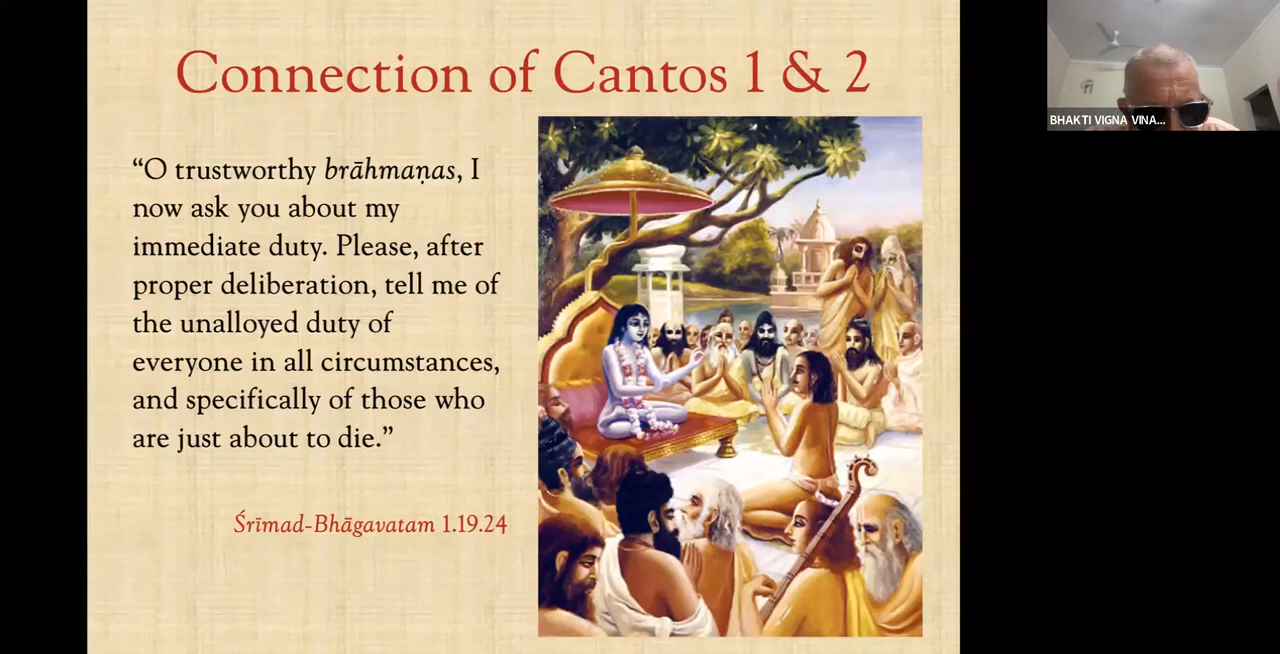 Connection of Cantos 1 & 2
“O trustworthy brāhmaṇas, I
now ask you about my
immediate duty. Please, after
proper deliberation, tell me of
the unalloyed duty of
everyone in all circumstances,
and specifically of those who
are just about to die.”
Śrīmad-Bhāgavatam 1.19.24
BHAKTI VIGNA VINA...